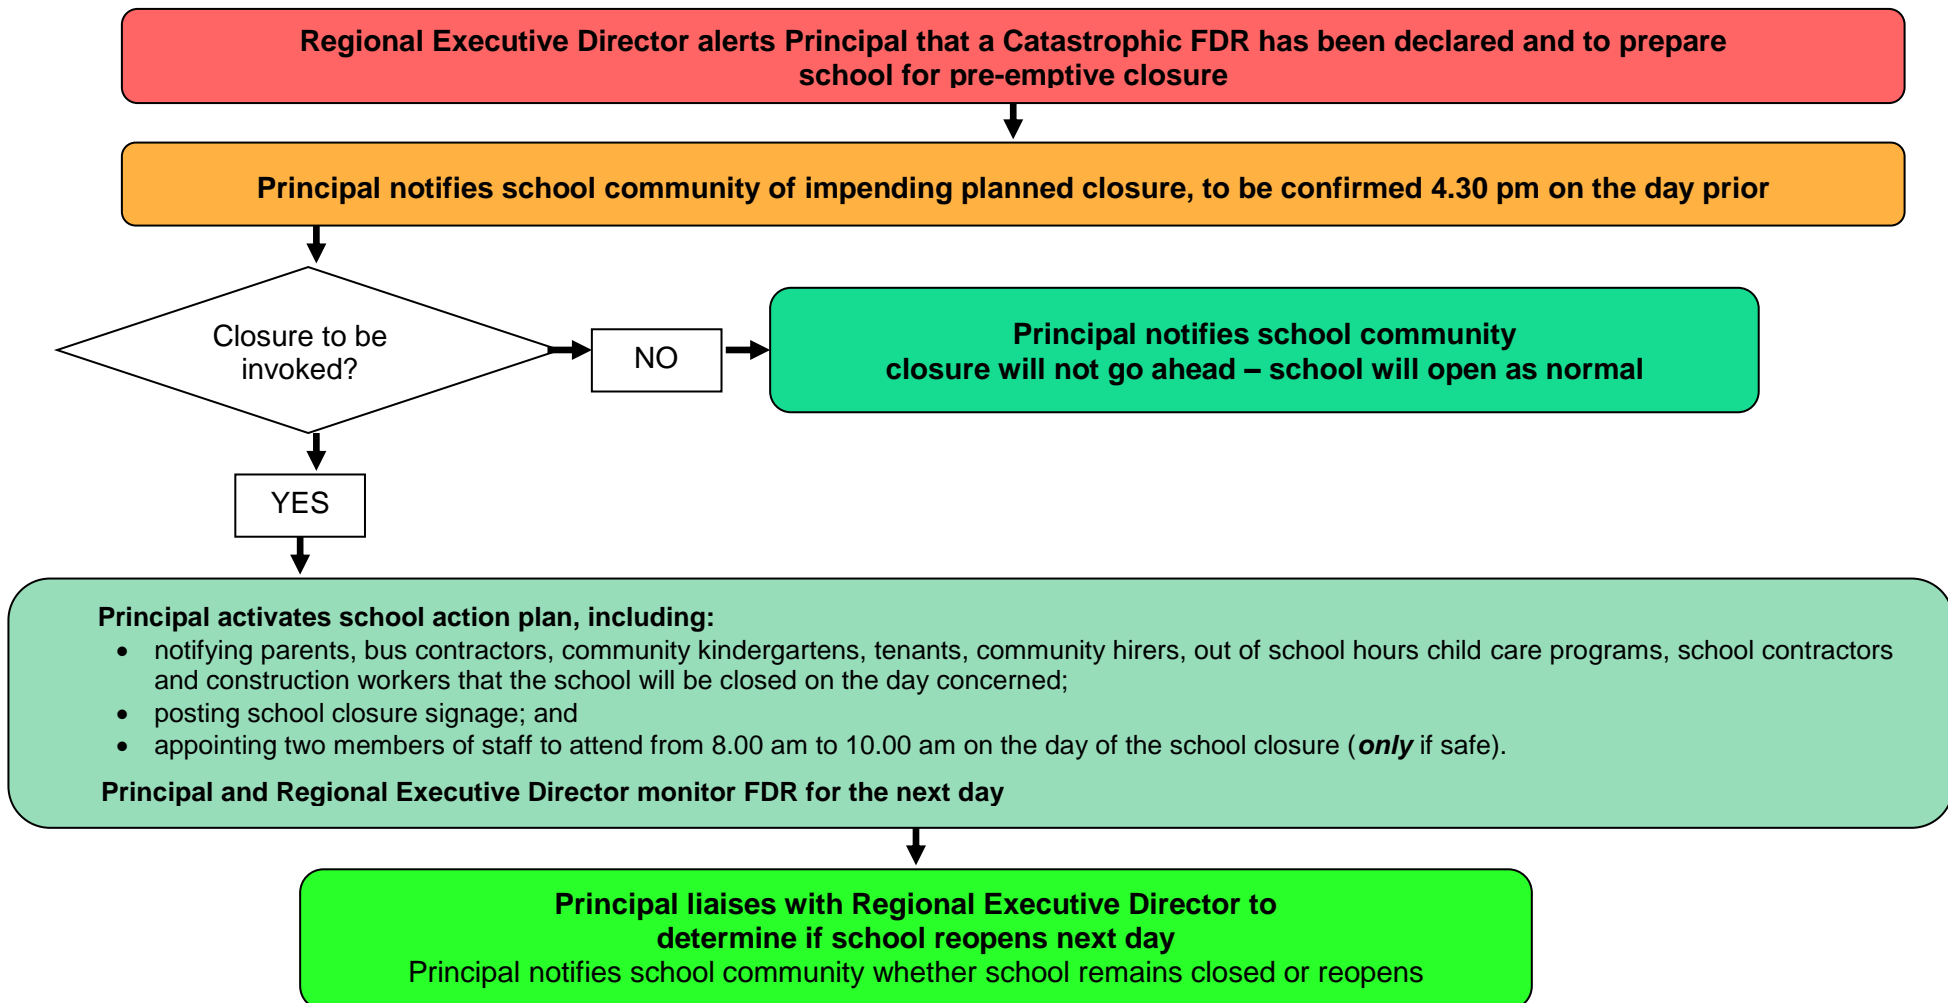 Regional Executive Director alerts Principal that a Catastrophic FDR has been declared and to prepare
school for pre-emptive closure
Principal notifies school community of impending planned closure, to be confirmed 4.30 pm on the day prior
Closure to be
invoked?
NO
Principal notifies school community
closure will not go ahead – school will open as normal
YES
Principal activates school action plan, including:
• notifying parents, bus contractors, community kindergartens, tenants, community hirers, out of school hours child care programs, school contractors
and construction workers that the school will be closed on the day concerned;
• posting school closure signage; and
• appointing two members of staff to attend from 8.00 am to 10.00 am on the day of the school closure (only if safe).
Principal and Regional Executive Director monitor FDR for the next day
Principal liaises with Regional Executive Director to
determine if school reopens next day
Principal notifies school community whether school remains closed or reopens